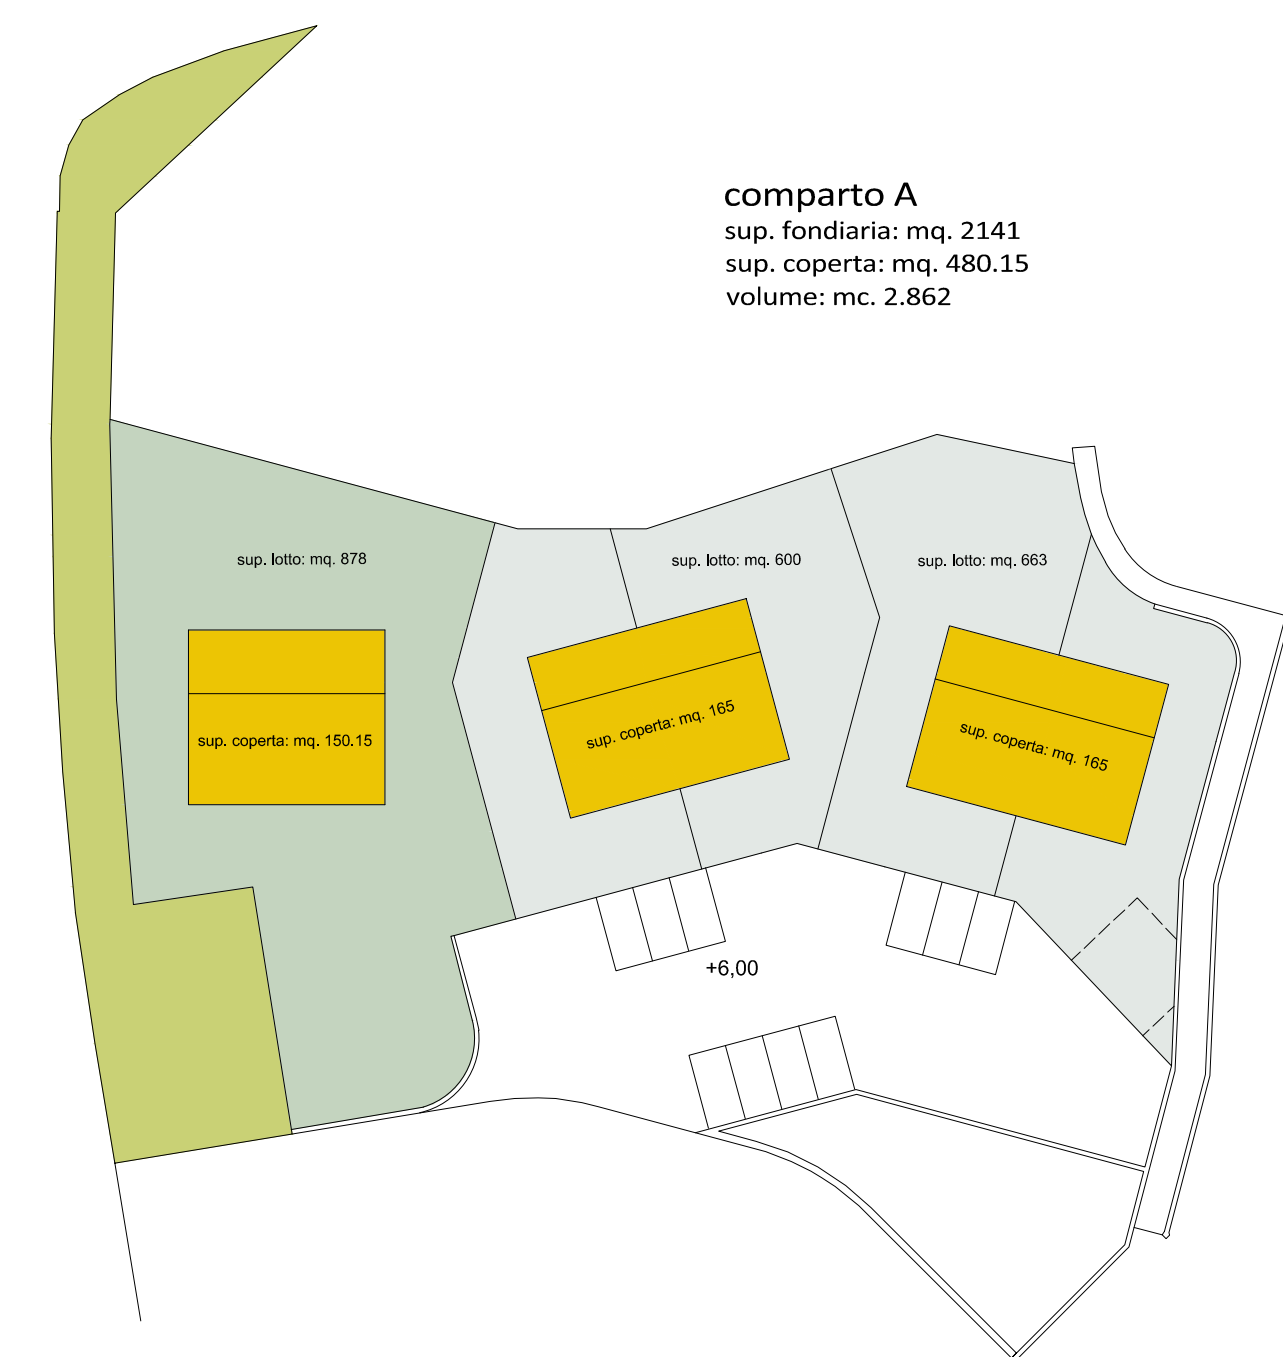 comparto A
sup. fondiaria: mq. 2141
sup. coperta: mq. 480.15
volume: mc. 2.862
sup. lotto: mq. 878
sup. lotto: mq. 600
sup. lotto: mq. 663
sup. coperta: mq. 150.15
sup. coperta: mq. 165
sup. coperta: mq. 165
+6,00